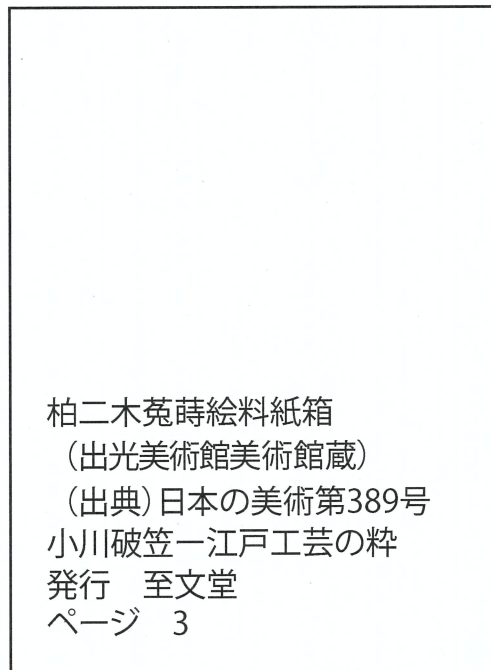 柏二木菟蒔絵料紙箱
（出光美術館美術館蔵）
（出典）日本の美術第389号
小川破笠ー江戸工芸の粋
発行　至文堂
ページ　3